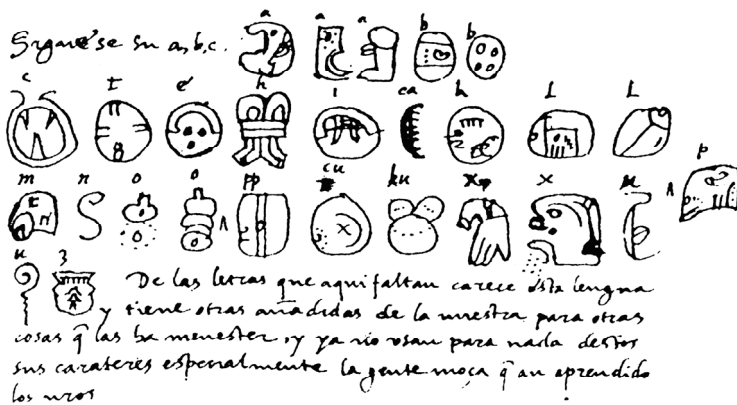 Siguese su a, b, c.
a a a b b
c t é h i ca k l l
m n o o pp cu ku x x u p
u z De las letras que aqui faltan carece esta lengua
y tiene otras añadidas de la nuestra para otras
cosas q̃ las ha menester, y ya no usan para nada destos
sus carateres especialmente la gente moça q̃ an aprendido
los nros